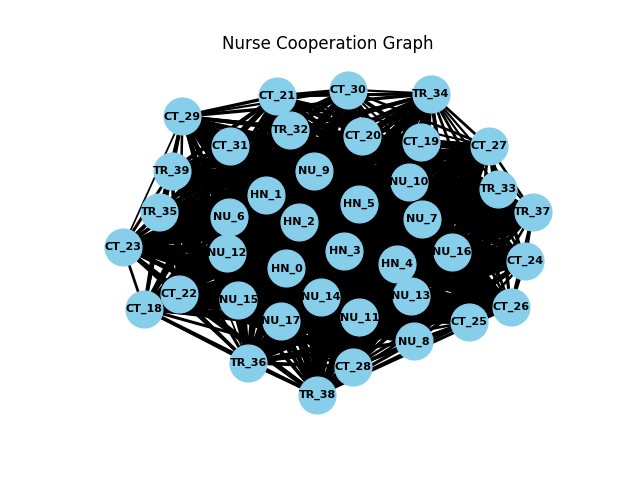 Nurse Cooperation Graph
CT_30
CT_21
TR_34
CT_29
TR_32
CT_20
CT_19
CT_31
CT_27
TR_39
NU_9
NU_10
TR_33
HN_1
HN_5
TR_35
NU_6
HN_2
NU_7
TR_37
CT_23
NU_12
HN_3
NU_16
CT_24
HN_0
HN_4
CT_22
NU_15
NU_14
NU_13
CT_18
CT_26
NU_17
NU_11
CT_25
NU_8
TR_36
CT_28
TR_38